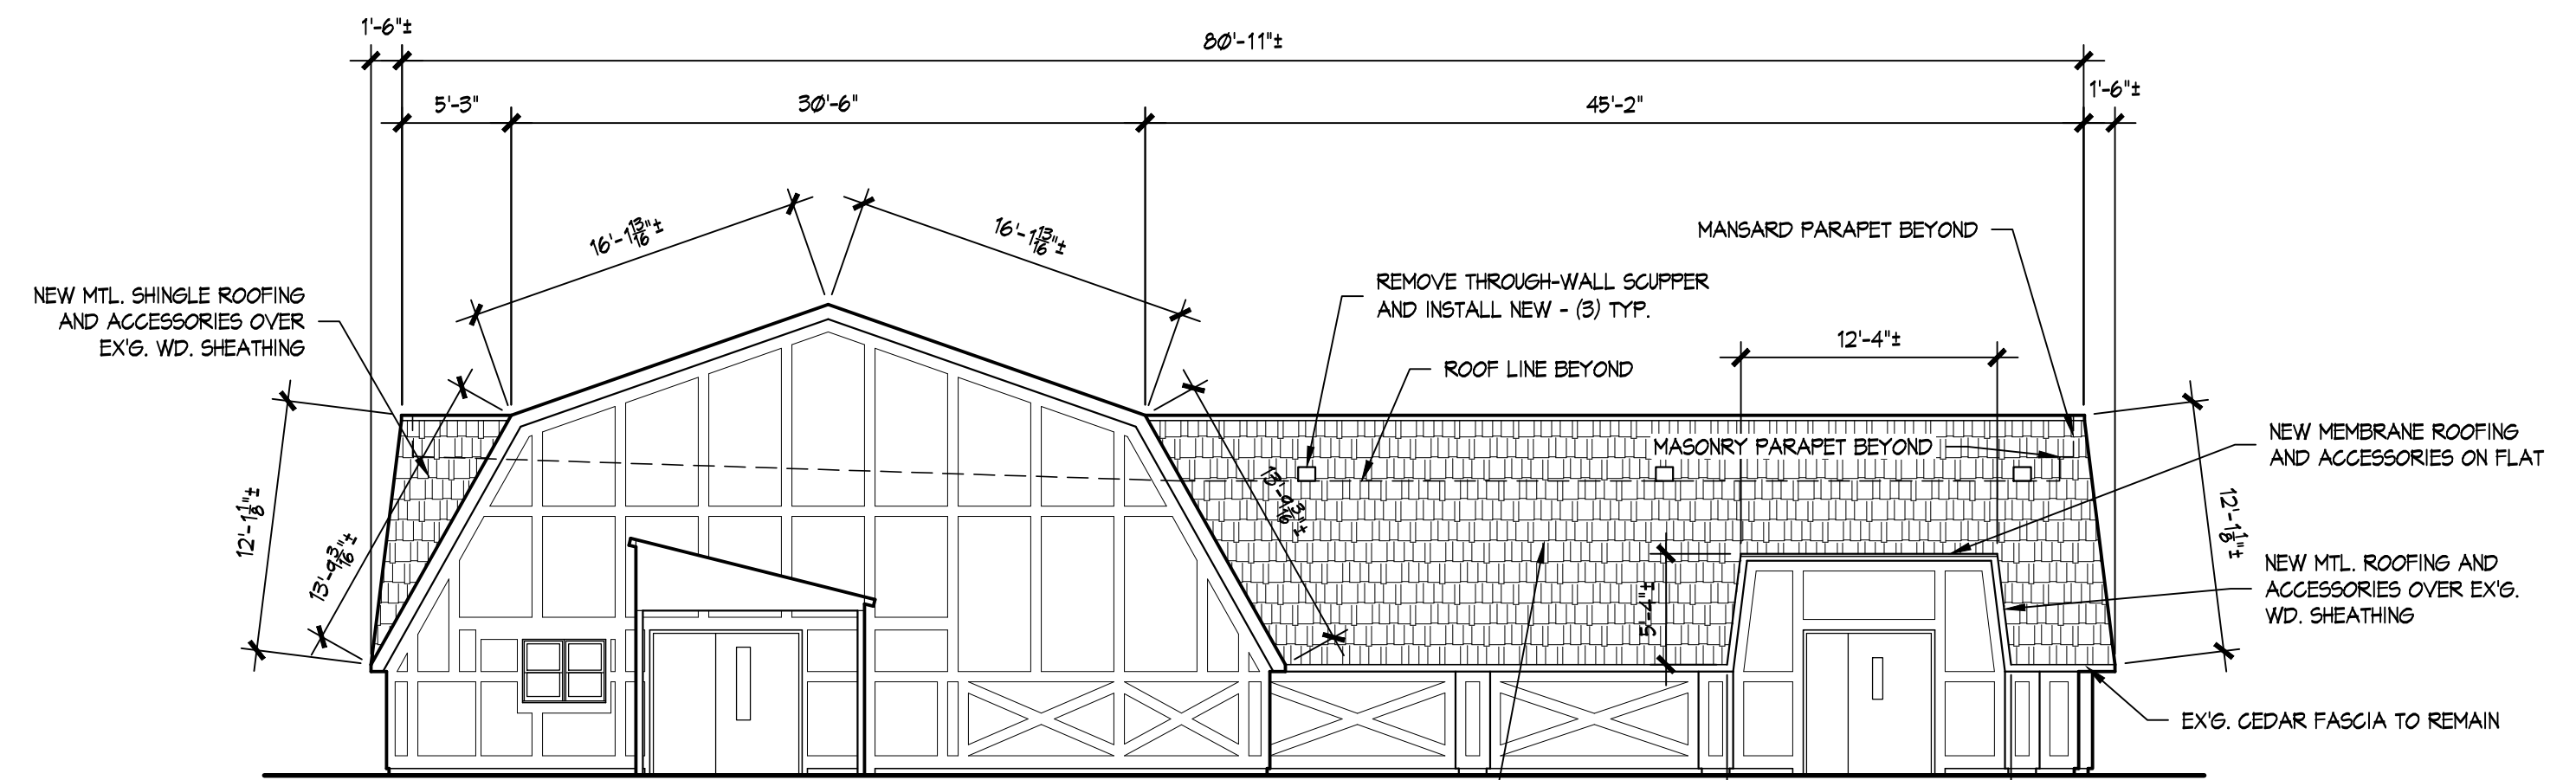 1'-6"±
80'-11"±
5'-3"
30'-6"
45'-2"
1'-6"±
16'-1 13/16"±
16'-1 13/16"±
MANSARD PARAPET BEYOND
REMOVE THROUGH-WALL SCUPPER
AND INSTALL NEW - (3) TYP.
NEW MTL. SHINGLE ROOFING
AND ACCESSORIES OVER
EX'G. WD. SHEATHING
12'-4"±
ROOF LINE BEYOND
MASONRY PARAPET BEYOND
NEW MEMBRANE ROOFING
AND ACCESSORIES ON FLAT
12'-1 1/8"±
13'-9 3/16"±
13'-9 3/16"±
5'-4"±
12'-1 1/8"±
NEW MTL. ROOFING AND
ACCESSORIES OVER EX'G.
WD. SHEATHING
EX'G. CEDAR FASCIA TO REMAIN